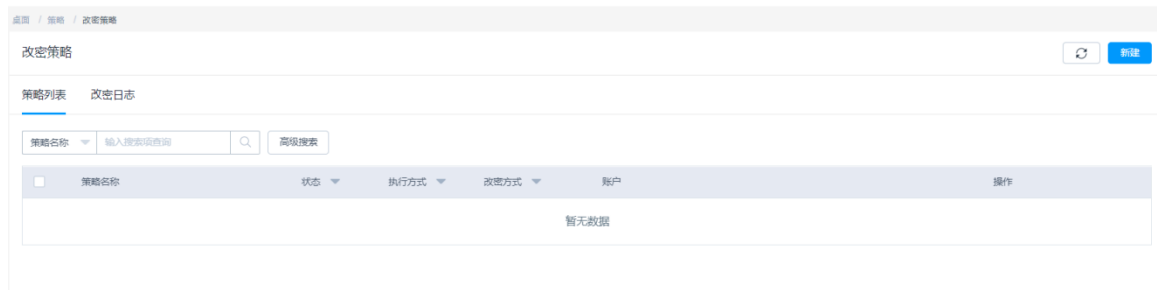 桌面 / 策略 / 改密策略
改密策略
新建
策略列表 改密日志
策略名称 输入搜索项查询 高级搜索
策略名称 状态 执行方式 改密方式 账户 操作
暂无数据